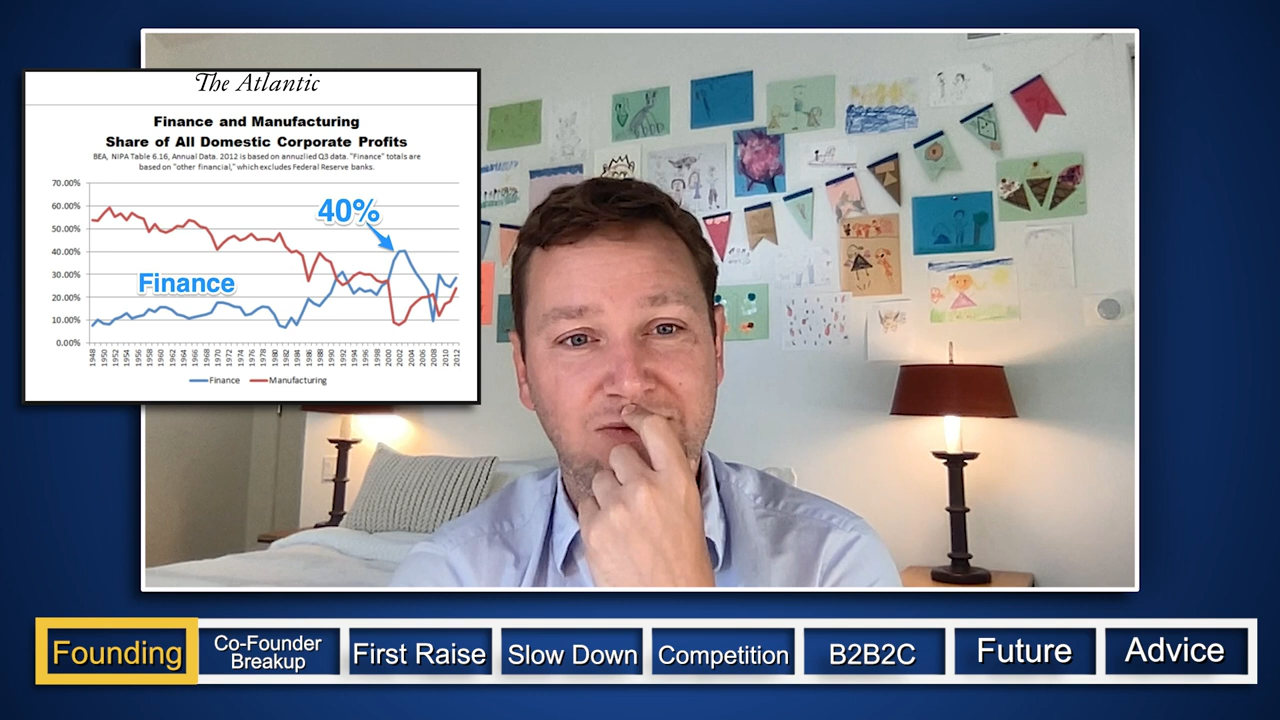 The Atlantic
Finance and Manufacturing
Share of All Domestic Corporate Profits
BEA, NIPA Table 6.16, Annual Data. 2012 is based on annuzlied Q3 data. "Finance" totals are
based on "other financial," which excludes Federal Reserve banks.
70.00%
60.00%
50.00%
40.00%
30.00%
20.00%
10.00%
0.00%
40%
Finance
1948 1950 1952 1954 1956 1958 1960 1962 1964 1966 1968 1970 1972 1974 1976 1978 1980 1982 1984 1986 1988 1990 1992 1994 1996 1998 2000 2002 2004 2006 2008 2010 2012
Finance Manufacturing
Founding
Co-Founder
Breakup
First Raise
Slow Down
Competition
B2B2C
Future
Advice